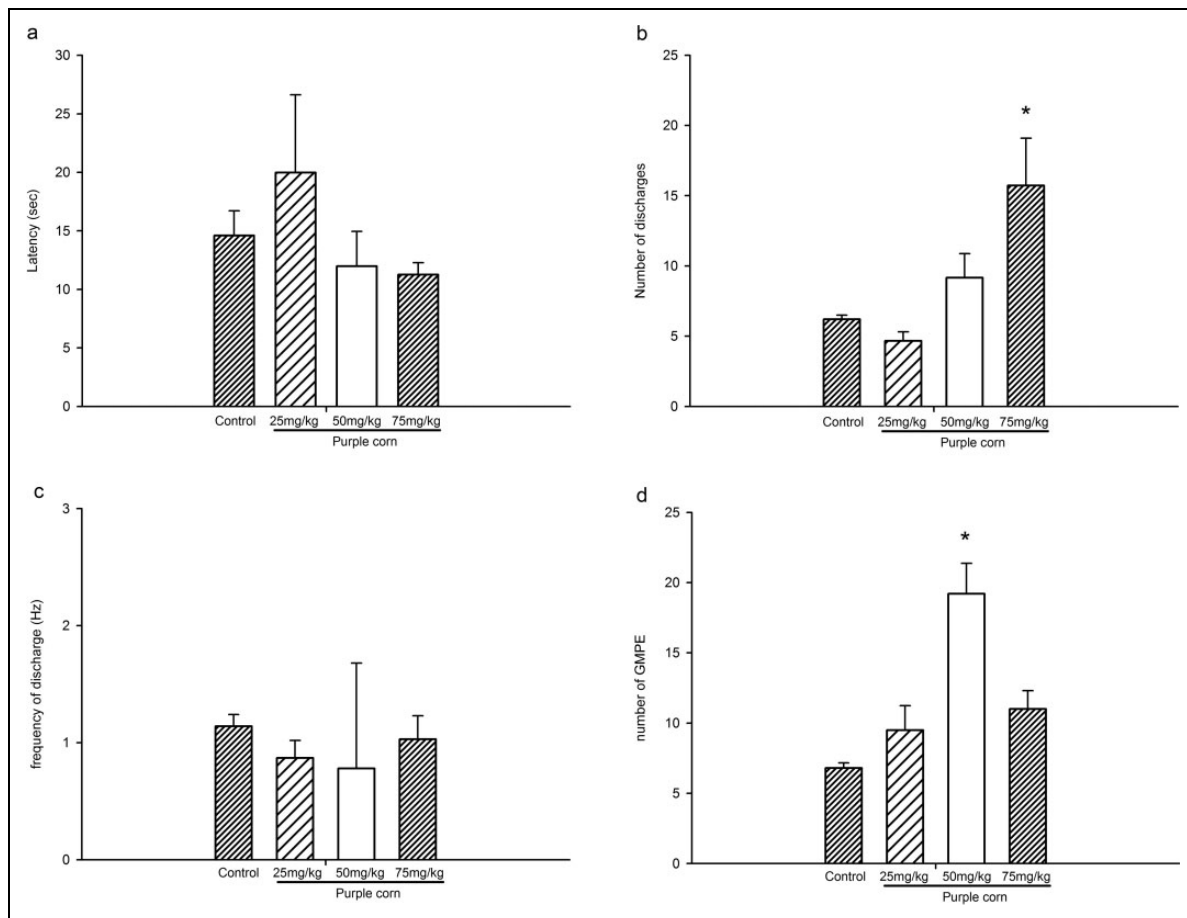 a
30
25
20
15
10
5
0
Latency (sec)
Control 25mg/kg 50mg/kg 75mg/kg
Purple corn
b
25
20
15
10
5
0
Number of discharges
*
Control 25mg/kg 50mg/kg 75mg/kg
Purple corn
c
3
2
1
0
frequency of discharge (Hz)
Control 25mg/kg 50mg/kg 75mg/kg
Purple corn
d
25
20
15
10
5
0
number of GMPE
*
Control 25mg/kg 50mg/kg 75mg/kg
Purple corn